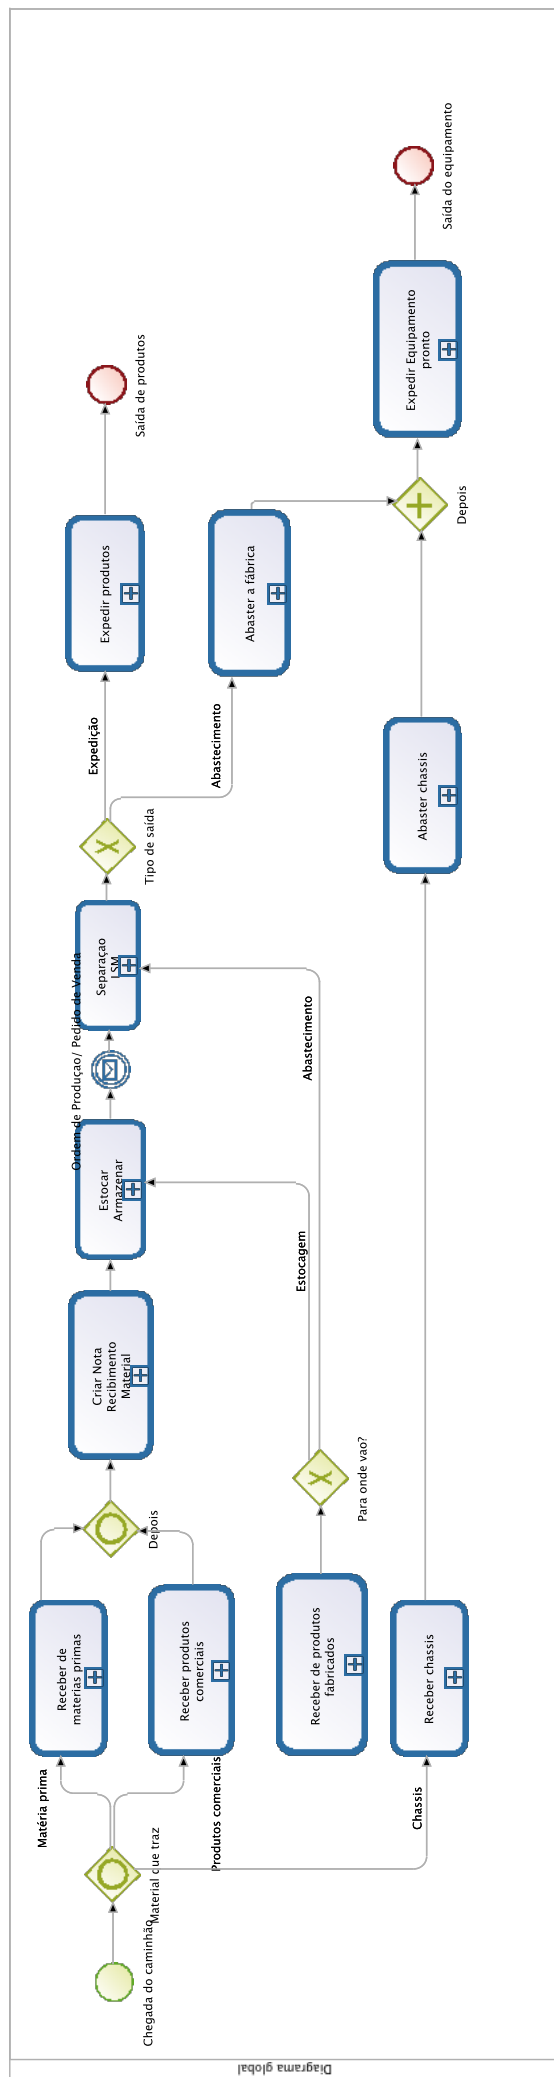 Diagrama global
Chegada do caminhão
Material que traz
Matéria prima
Produtos comerciais
Chassis
Receber de
materias primas
Receber produtos
comerciais
Receber de produtos
fabricados
Receber chassis
Depois
Para onde vao?
Criar Nota
Recibimento
Material
Estocagem
Abastecimento
Estocar
Armazenar
Ordem de Produçao/ Pedido de Venda
Separaçao
LSM
Tipo de saída
Expedição
Abastecimento
Expedir produtos
Abaster a fábrica
Abaster chassis
Saída de produtos
Depois
Expedir Equipamento
pronto
Saída do equipamento